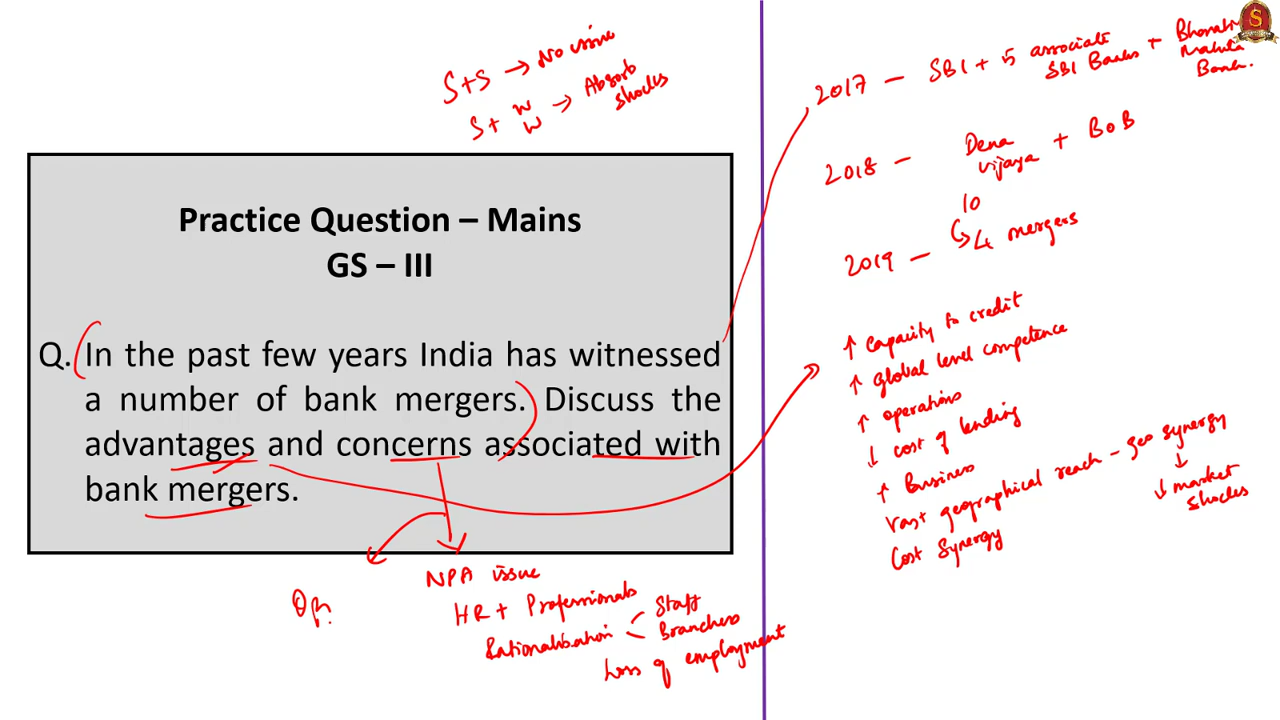 S+S → No issue
S+ W
W → Absorb
Shocks
Practice Question – Mains
GS – III
Q. In the past few years India has witnessed
a number of bank mergers. Discuss the
advantages and concerns associated with
bank mergers.
NPA issue
HR + Professionals
Rationalisation < Staff
Branches
Loss of employment
2017 – SBI + 5 associate
SBI Banks + Bharatiya
Mahila
Bank.
2018 – Dena
Vijaya + BOB
10
2019 – ↳ 4 mergers
↑ Capacity to credit
↑ global level competence
↑ operations
↓ cost of lending
↑ Business
Vast geographical reach – geo synergy
↓
↓ market
shocks
Cost Synergy
S